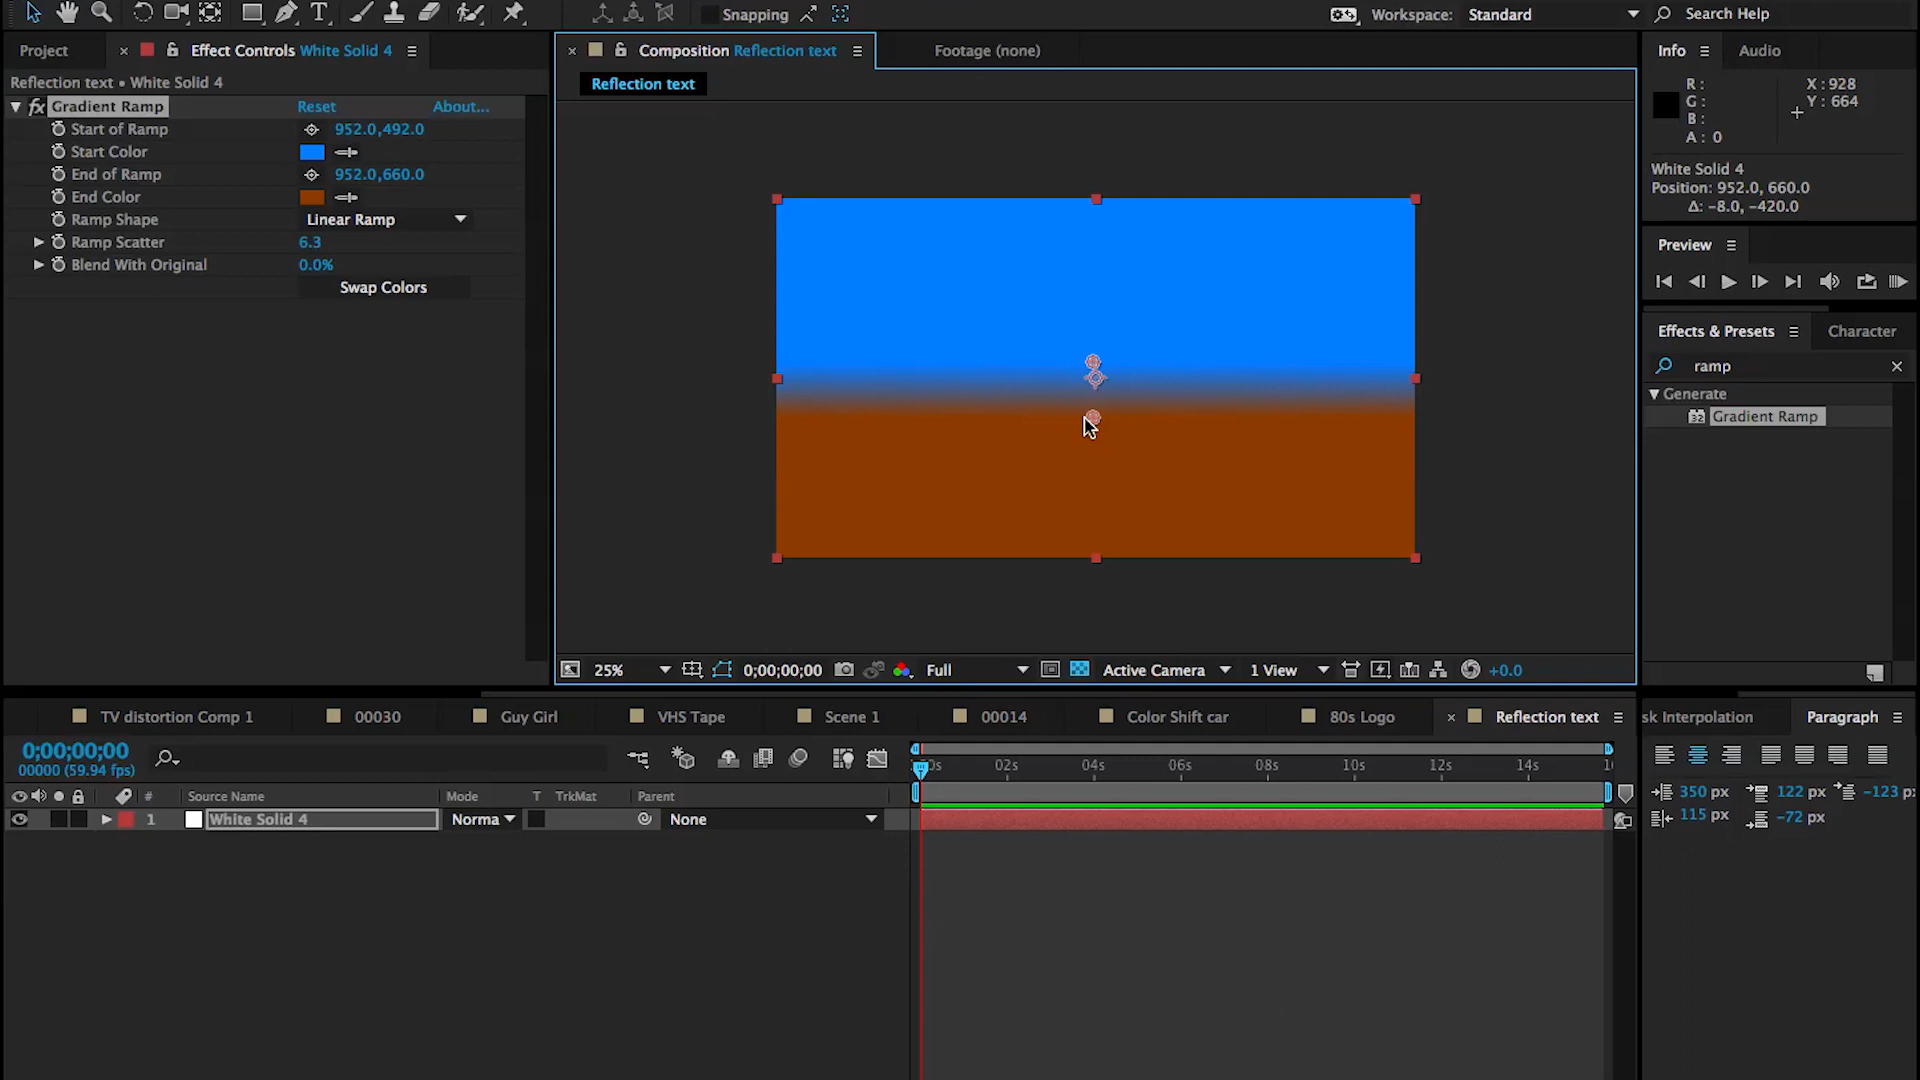 Snapping
Workspace: Standard
Search Help
Project
Effect Controls White Solid 4
Composition Reflection text
Footage (none)
Info
Audio
Reflection text • White Solid 4
Reflection text
R :
G :
B :
A : 0
X : 928
Y : 664
fx Gradient Ramp
Reset
About...
Start of Ramp
952.0,492.0
Start Color
End of Ramp
952.0,660.0
End Color
Ramp Shape
Linear Ramp
Ramp Scatter
6.3
Blend With Original
0.0%
Swap Colors
White Solid 4
Position: 952.0, 660.0
Δ: -8.0, -420.0
Preview
Effects & Presets
Character
ramp
Generate
32 Gradient Ramp
25%
0;00;00;00
Full
Active Camera
1 View
+0.0
TV distortion Comp 1
00030
Guy Girl
VHS Tape
Scene 1
00014
Color Shift car
80s Logo
Reflection text
sk Interpolation
Paragraph
0;00;00;00
00000 (59.94 fps)
0s
02s
04s
06s
08s
10s
12s
14s
1
#
Source Name
Mode
T
TrkMat
Parent
1
White Solid 4
Norma
None
350 px
122 px
-123 p
115 px
-72 px